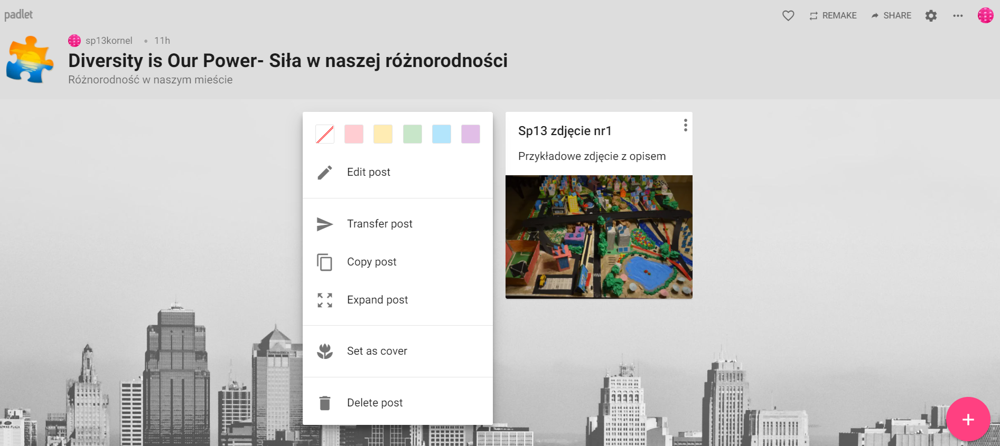 padlet
REMAKE
SHARE
sp13kornel • 11h
Diversity is Our Power- Siła w naszej różnorodności
Różnorodność w naszym mieście
Edit post
Transfer post
Copy post
Expand post
Set as cover
Delete post
Sp13 zdjęcie nr1
Przykładowe zdjęcie z opisem